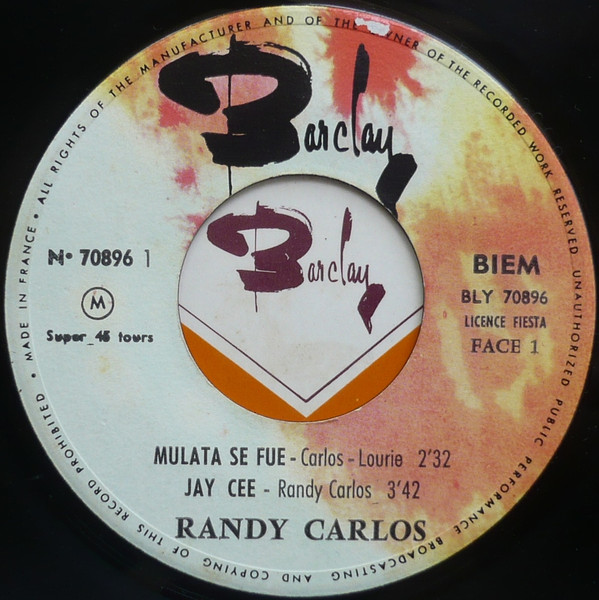 ALL RIGHTS OF THE MANUFACTURER AND OF THE OWNER OF THE RECORDED WORK RESERVED UNAUTHORIZED PUBLIC PERFORMANCE BROADCASTING AND COPYING OF THIS RECORD PROHIBITED • MADE IN FRANCE •
Barclay
Barclay
N• 70896 1
M
Super_45 tours
BIEM
BLY 70896
LICENCE FIESTA
FACE 1
MULATA SE FUE - Carlos - Lourie 2'32
JAY CEE - Randy Carlos 3'42
RANDY CARLOS